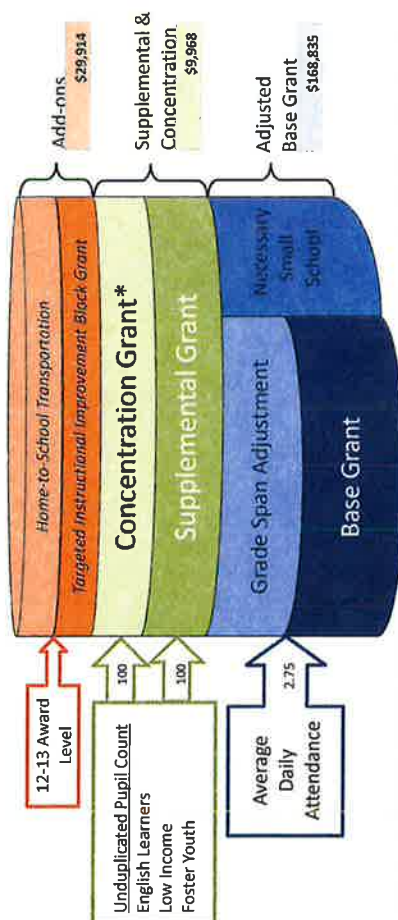 12-13 Award
Level
Unduplicated Pupil Count
English Learners
Low Income
Foster Youth
100
100
Average
Daily
Attendance
2.75
Home-to-School Transportation
Targeted Instructional Improvement Block Grant
Concentration Grant*
Supplemental Grant
Grade Span Adjustment
Necessary
Small
School
Base Grant
Add-ons
$29,914
Supplemental &
Concentration
$9,968
Adjusted
Base Grant
$168,835